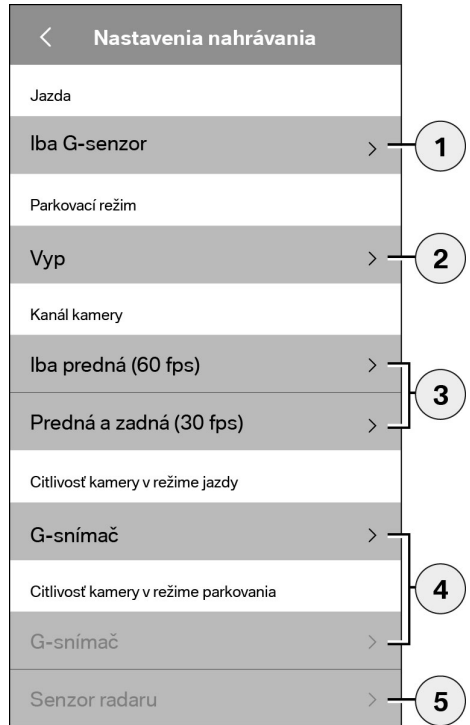 Nastavenia nahrávania
Jazda
Iba G-senzor
1
Parkovací režim
Vyp
2
Kanál kamery
Iba predná (60 fps)
3
Predná a zadná (30 fps)
Citlivosť kamery v režime jazdy
G-snímač
4
Citlivosť kamery v režime parkovania
G-snímač
Senzor radaru
5